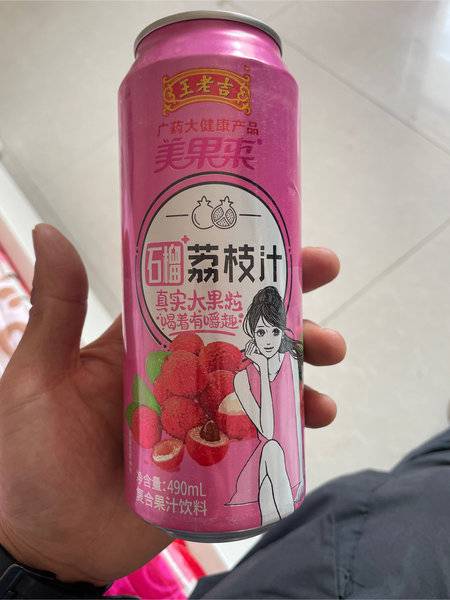 王老吉
广药大健康产品
美果来
石榴+荔枝汁
真实大果粒
喝着有嚼趣
净含量:490mL
复合果汁饮料